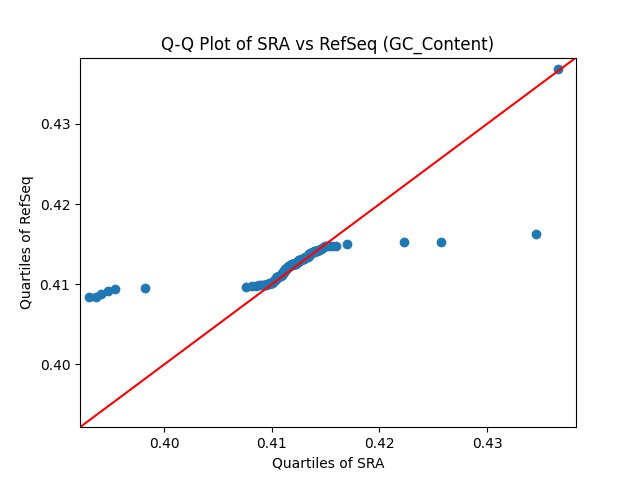 Q-Q Plot of SRA vs RefSeq (GC_Content)
Quartiles of RefSeq
0.43
0.42
0.41
0.40
0.40 0.41 0.42 0.43
Quartiles of SRA